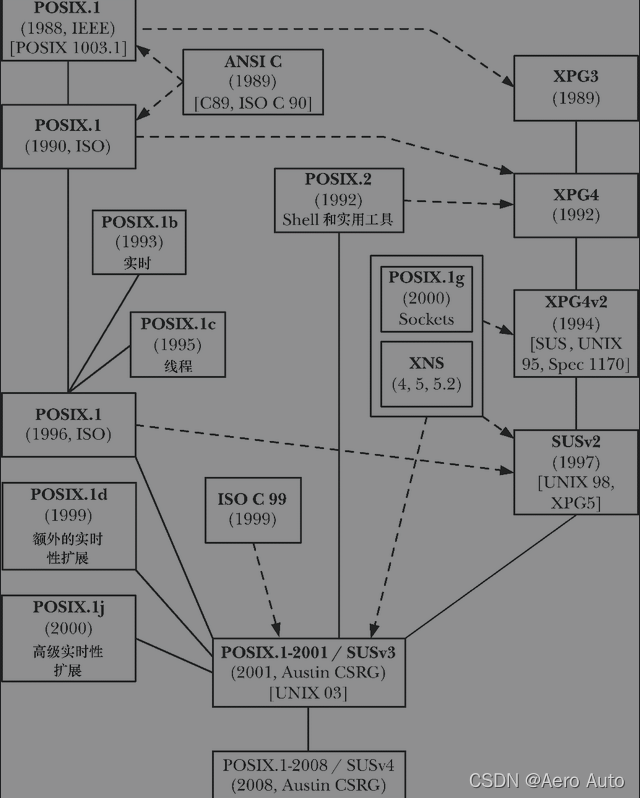 POSIX.1
(1988, IEEE)
[POSIX 1003.1]
ANSI C
(1989)
[C89, ISO C 90]
XPG3
(1989)
POSIX.1
(1990, ISO)
POSIX.2
(1992)
Shell 和实用工具
XPG4
(1992)
POSIX.1b
(1993)
实时
POSIX.1c
(1995)
线程
POSIX.1g
(2000)
Sockets
XNS
(4, 5, 5.2)
XPG4v2
(1994)
[SUS, UNIX
95, Spec 1170]
POSIX.1
(1996, ISO)
SUSv2
(1997)
[UNIX 98,
XPG5]
POSIX.1d
(1999)
额外的实时
性扩展
ISO C 99
(1999)
POSIX.1j
(2000)
高级实时性
扩展
POSIX.1-2001 / SUSv3
(2001, Austin CSRG)
[UNIX 03]
POSIX.1-2008 / SUSv4
(2008, Austin CSRG)
CSDN @Aero Auto